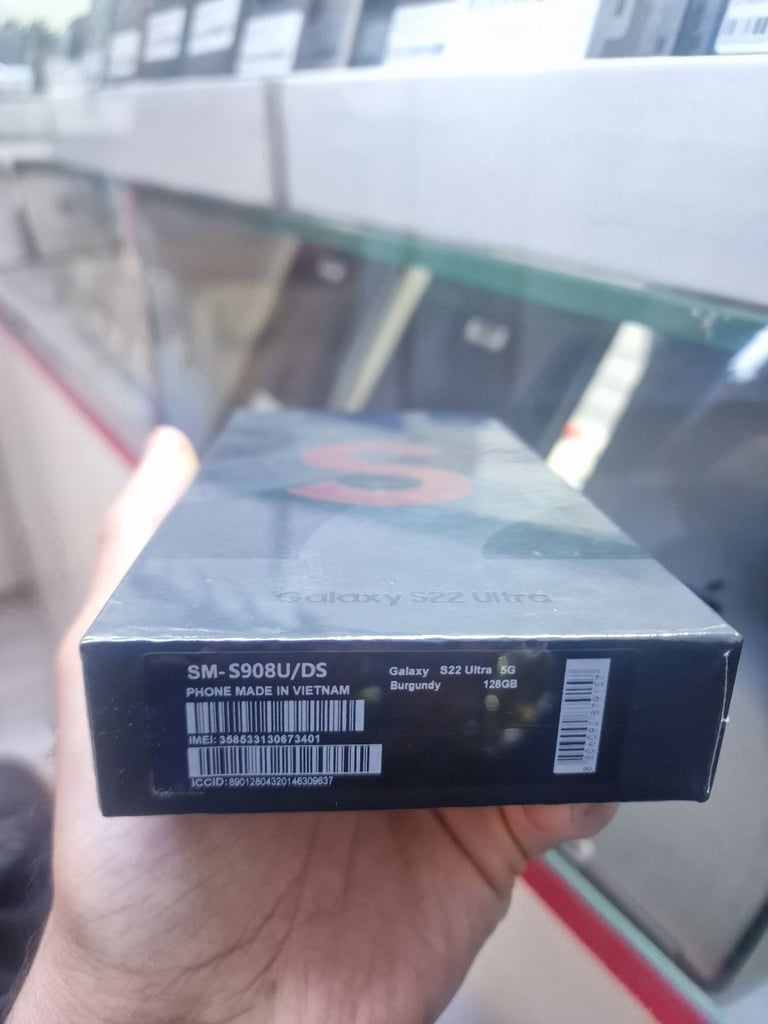 S
Galaxy S22 Ultra
SM-S908U/DS
PHONE MADE IN VIETNAM
IMEI: 358533130673401
ICCID: 89012804320146309637
Galaxy S22 Ultra 5G
Burgundy 128GB